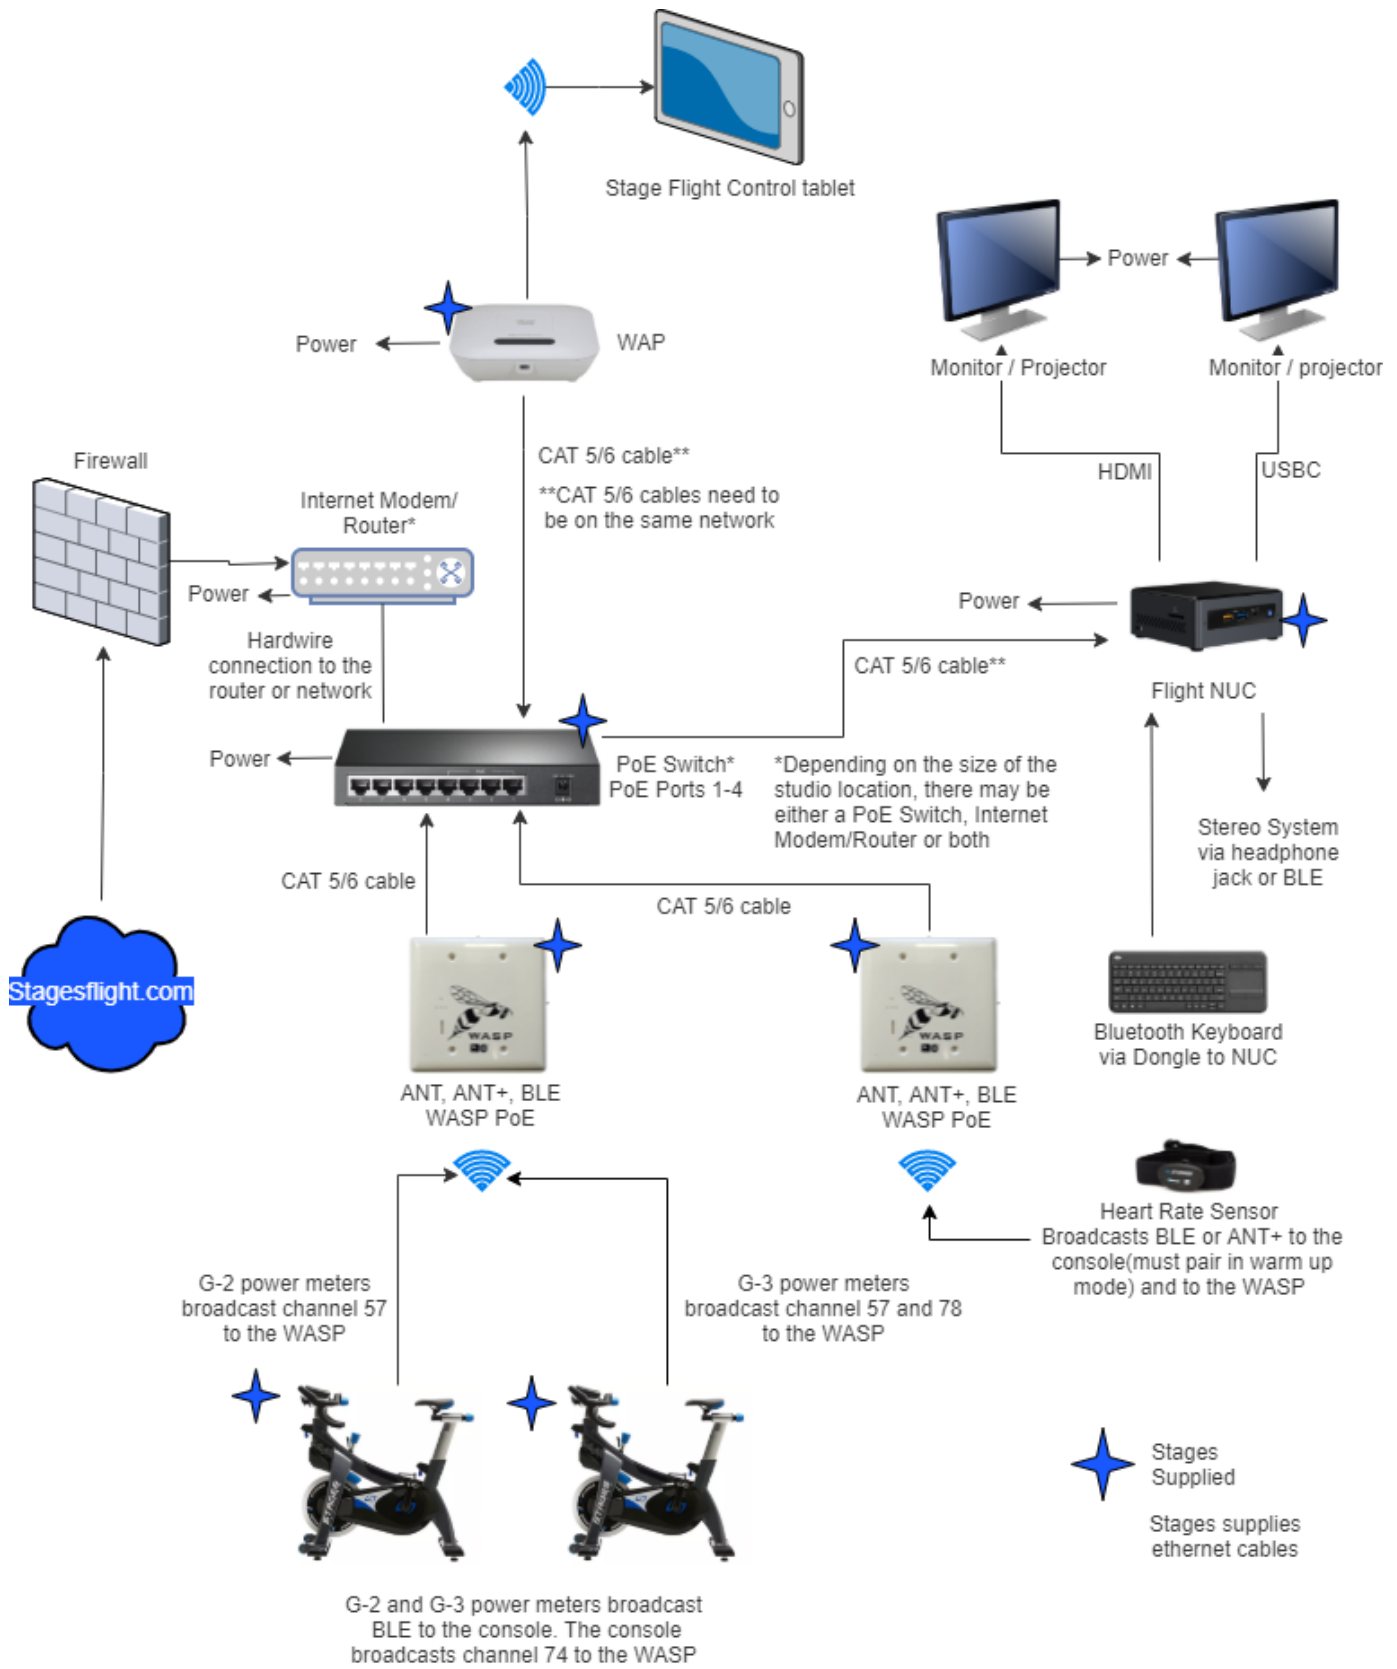 Stage Flight Control tablet
Power
Power
WAP
Monitor / Projector
Monitor / projector
CAT 5/6 cable**
**CAT 5/6 cables need to
be on the same network
HDMI
USBC
Firewall
Internet Modem/
Router*
Power
Hardwire
connection to the
router or network
Power
CAT 5/6 cable**
Flight NUC
Power
PoE Switch*
PoE Ports 1-4
*Depending on the size of the
studio location, there may be
either a PoE Switch, Internet
Modem/Router or both
Stereo System
via headphone
jack or BLE
CAT 5/6 cable
CAT 5/6 cable
Stagesflight.com
WASP
WASP
ANT, ANT+, BLE
WASP PoE
ANT, ANT+, BLE
WASP PoE
Bluetooth Keyboard
via Dongle to NUC
Heart Rate Sensor
Broadcasts BLE or ANT+ to the
console(must pair in warm up
mode) and to the WASP
G-2 power meters
broadcast channel 57
to the WASP
G-3 power meters
broadcast channel 57 and 78
to the WASP
STAGES
STAGES
Stages
Supplied
Stages supplies
ethernet cables
G-2 and G-3 power meters broadcast
BLE to the console. The console
broadcasts channel 74 to the WASP